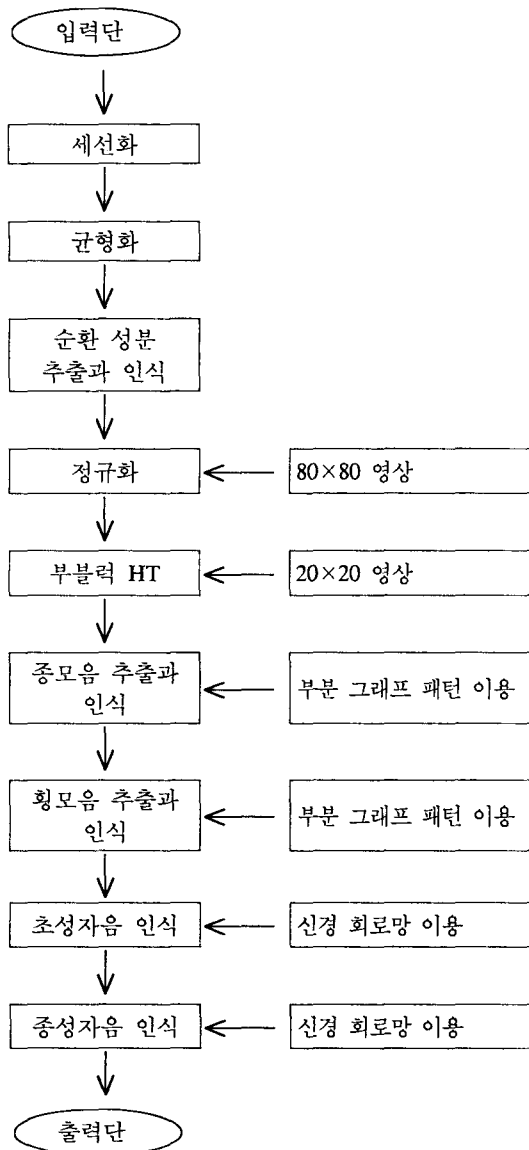 입력단
세선화
균형화
순환 성분
추출과 인식
정규화
80×80 영상
부블럭 HT
20×20 영상
종모음 추출과
인식
부분 그래프 패턴 이용
횡모음 추출과
인식
부분 그래프 패턴 이용
초성자음 인식
신경 회로망 이용
종성자음 인식
신경 회로망 이용
출력단